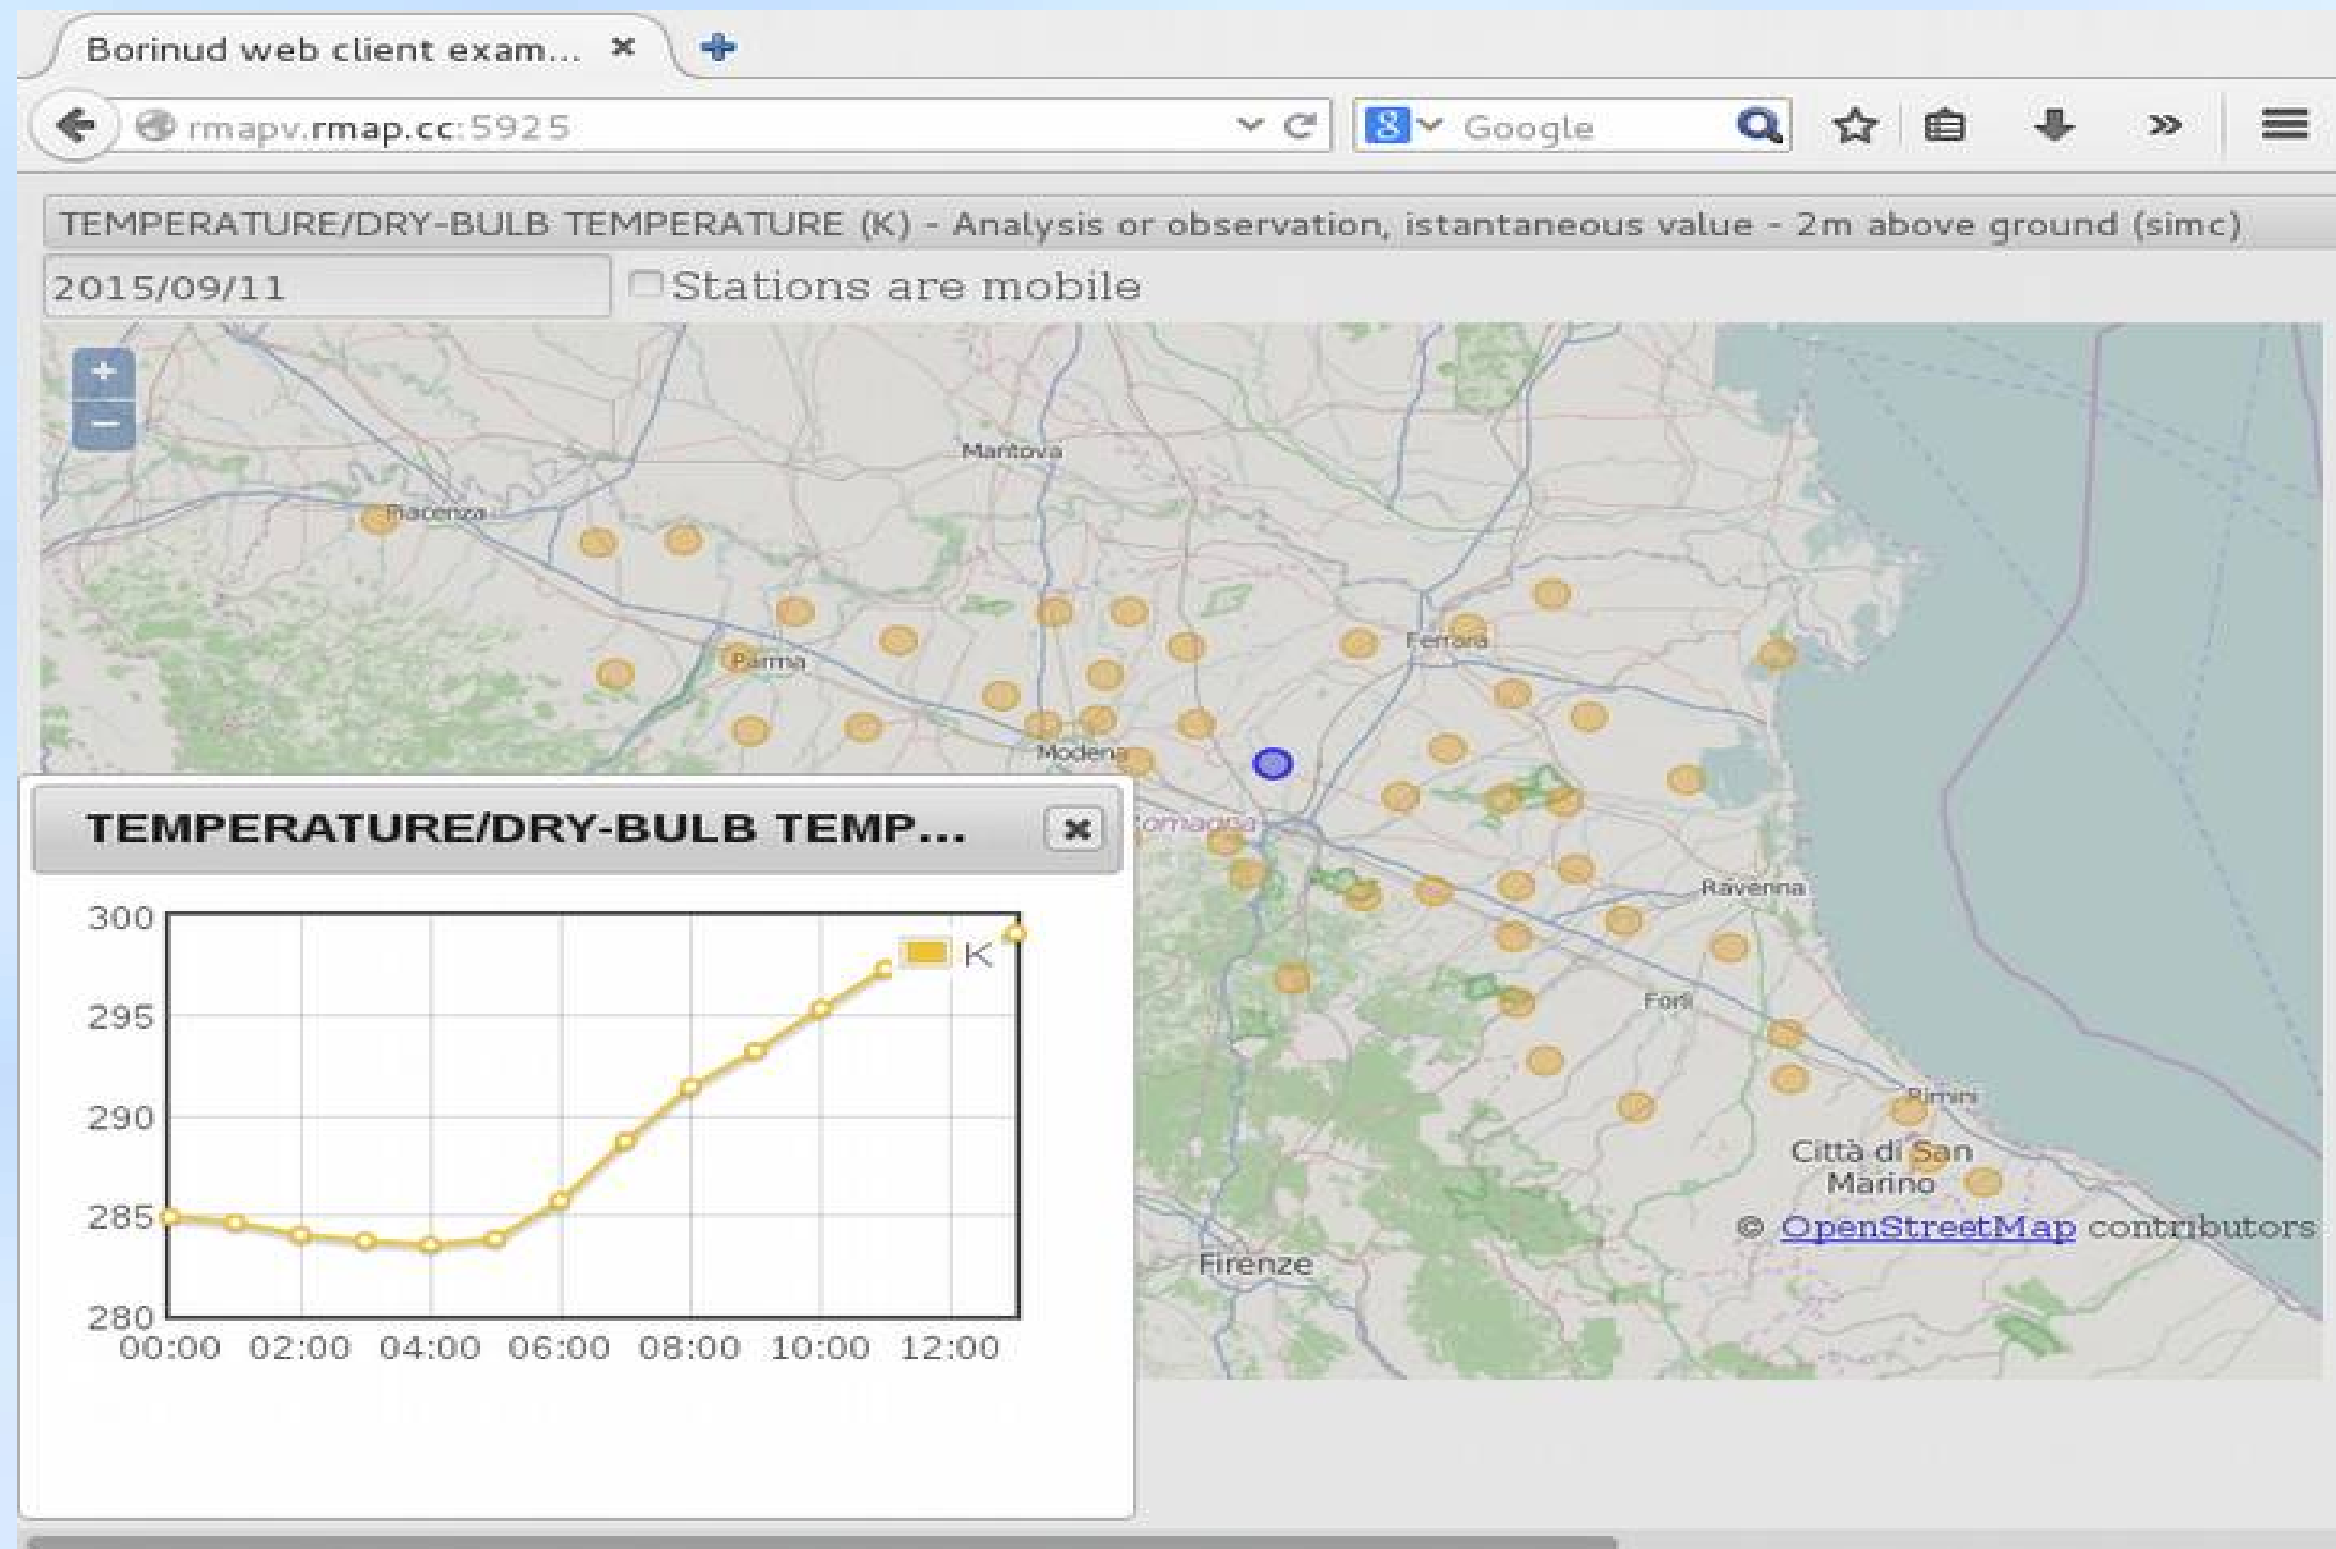 Borinud web client exam...
rmapv.rmap.cc:5925
Google
TEMPERATURE/DRY-BULB TEMPERATURE (K) - Analysis or observation, istantaneous value - 2m above ground (simc)
2015/09/11
Stations are mobile
Mantova
Piacenza
Ferrara
Parma
Modena
omagna
Ravenna
Forlì
Rimini
Città di San
Marino
© OpenStreetMap contributors
Firenze
TEMPERATURE/DRY-BULB TEMP...
300
K
295
290
285
280
00:00 02:00 04:00 06:00 08:00 10:00 12:00